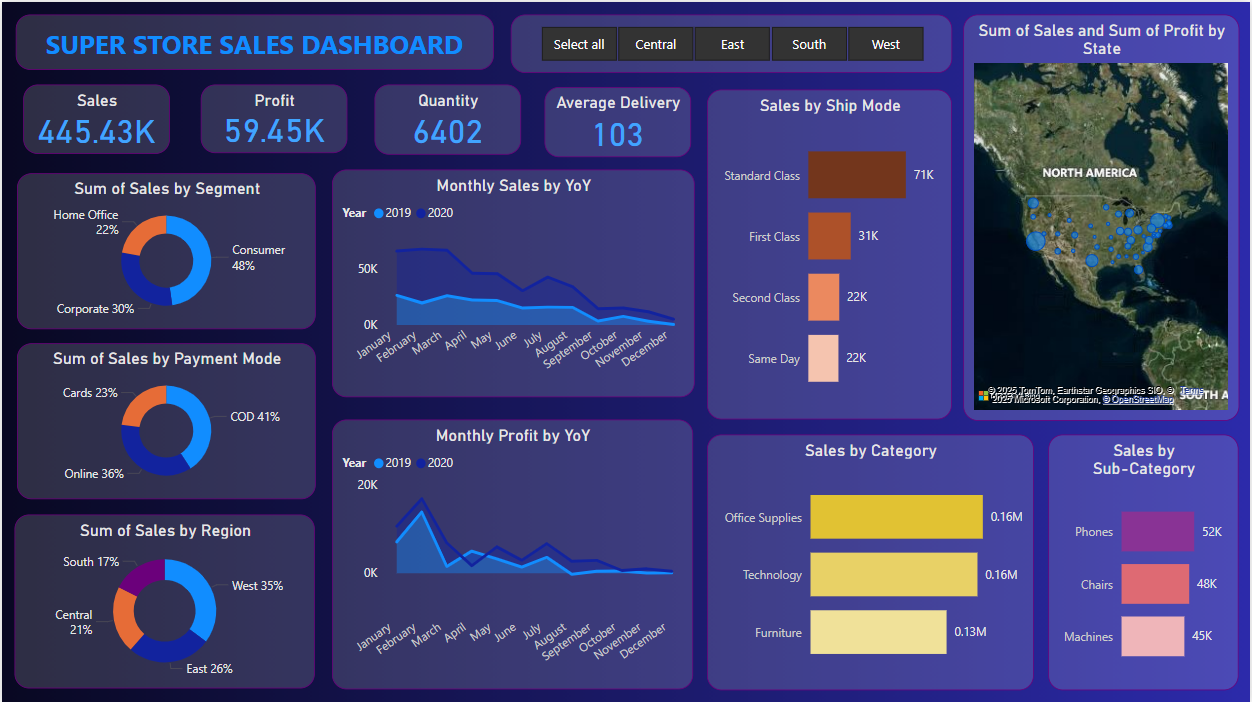 SUPER STORE SALES DASHBOARD
Select all
Central
East
South
West
Sum of Sales and Sum of Profit by
State
Sales
445.43K
Profit
59.45K
Quantity
6402
Average Delivery
103
Sales by Ship Mode
Standard Class
71K
First Class
31K
Second Class
22K
Same Day
22K
NORTH AMERICA
© 2025 TomTom, Earthstar Geographics SIO, ©
2025 Microsoft Corporation, © OpenStreetMap
Terms
SOUTH A
Sum of Sales by Segment
Home Office
22%
Consumer
48%
Corporate 30%
Monthly Sales by YoY
Year 2019 2020
50K
0K
January
February
March
April
May
June
July
August
September
October
November
December
Sum of Sales by Payment Mode
Cards 23%
COD 41%
Online 36%
Monthly Profit by YoY
Year 2019 2020
20K
0K
January
February
March
April
May
June
July
August
September
October
November
December
Sum of Sales by Region
South 17%
West 35%
Central
21%
East 26%
Sales by Category
Office Supplies
0.16M
Technology
0.16M
Furniture
0.13M
Sales by
Sub-Category
Phones
52K
Chairs
48K
Machines
45K